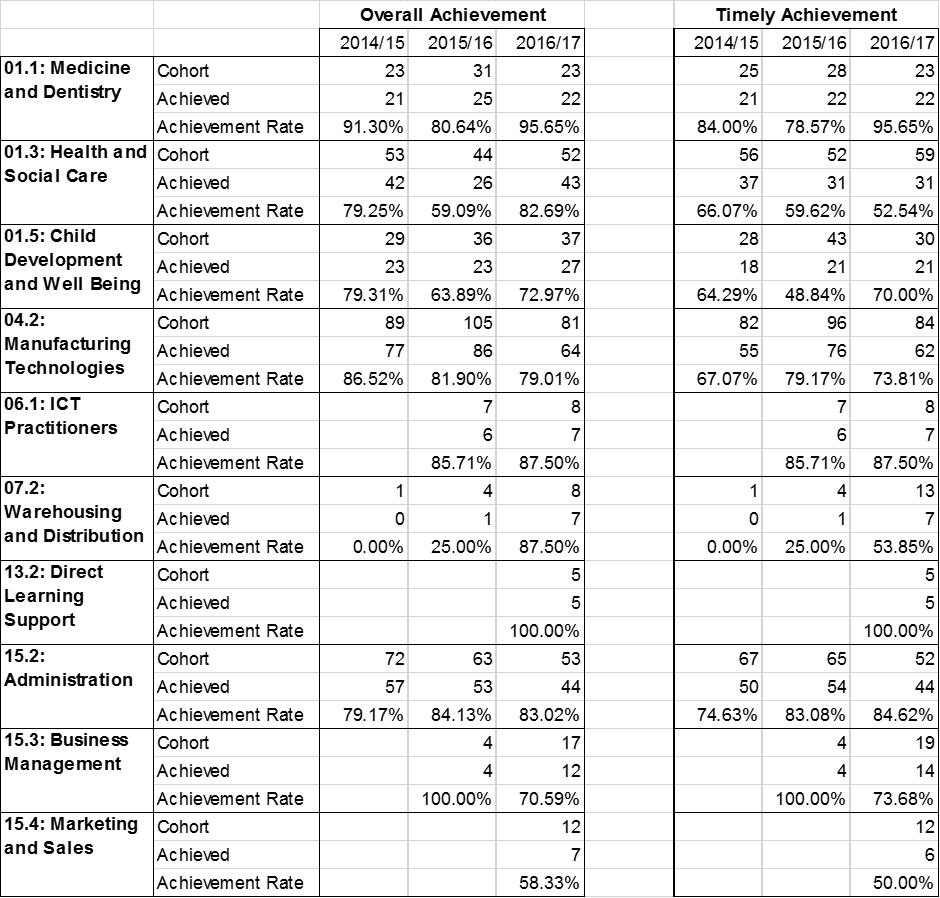 Overall Achievement Timely Achievement
2014/15 2015/16 2016/17 2014/15 2015/16 2016/17
01.1: Medicine and Dentistry Cohort 23 31 23 25 28 23
Achieved 21 25 22 21 22 22
Achievement Rate 91.30% 80.64% 95.65% 84.00% 78.57% 95.65%
01.3: Health and Social Care Cohort 53 44 52 56 52 59
Achieved 42 26 43 37 31 31
Achievement Rate 79.25% 59.09% 82.69% 66.07% 59.62% 52.54%
01.5: Child Development and Well Being Cohort 29 36 37 28 43 30
Achieved 23 23 27 18 21 21
Achievement Rate 79.31% 63.89% 72.97% 64.29% 48.84% 70.00%
04.2: Manufacturing Technologies Cohort 89 105 81 82 96 84
Achieved 77 86 64 55 76 62
Achievement Rate 86.52% 81.90% 79.01% 67.07% 79.17% 73.81%
06.1: ICT Practitioners Cohort 7 8 7 8
Achieved 6 7 6 7
Achievement Rate 85.71% 87.50% 85.71% 87.50%
07.2: Warehousing and Distribution Cohort 1 4 8 1 4 13
Achieved 0 1 7 0 1 7
Achievement Rate 0.00% 25.00% 87.50% 0.00% 25.00% 53.85%
13.2: Direct Learning Support Cohort 5 5
Achieved 5 5
Achievement Rate 100.00% 100.00%
15.2: Administration Cohort 72 63 53 67 65 52
Achieved 57 53 44 50 54 44
Achievement Rate 79.17% 84.13% 83.02% 74.63% 83.08% 84.62%
15.3: Business Management Cohort 4 17 4 19
Achieved 4 12 4 14
Achievement Rate 100.00% 70.59% 100.00% 73.68%
15.4: Marketing and Sales Cohort 12 12
Achieved 7 6
Achievement Rate 58.33% 50.00%